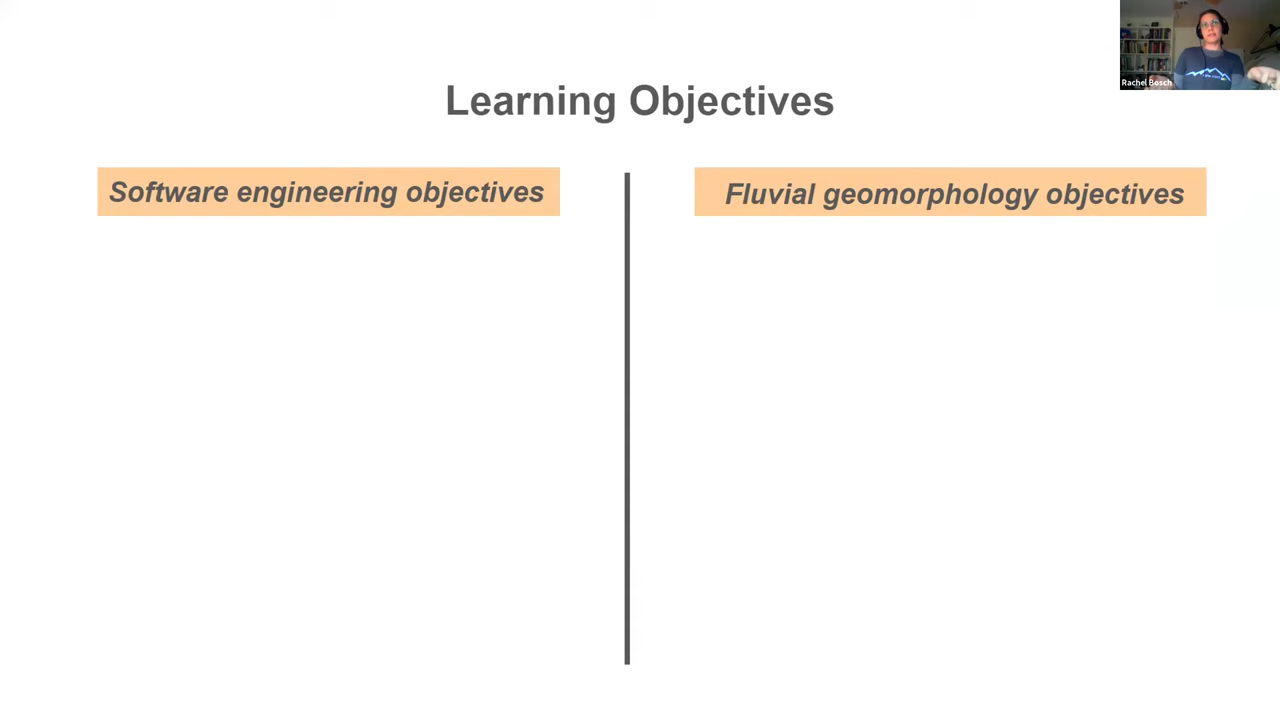 Learning Objectives
Rachel Bosch
Software engineering objectives
Fluvial geomorphology objectives